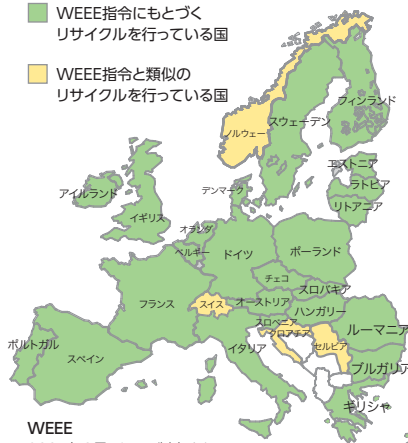 WEEE指令にもとづく
リサイクルを行っている国
WEEE指令と類似の
リサイクルを行っている国
フィンランド
スウェーデン
ノルウェー
エストニア
ラトビア
リトアニア
デンマーク
アイルランド
イギリス
オランダ
ベルギー
ドイツ
ポーランド
チェコ
スロバキア
フランス
スイス
オーストリア
ハンガリー
スロベニア
クロアチア
ルーマニア
セルビア
イタリア
ブルガリア
ポルトガル
スペイン
ギリシャ
WEEE